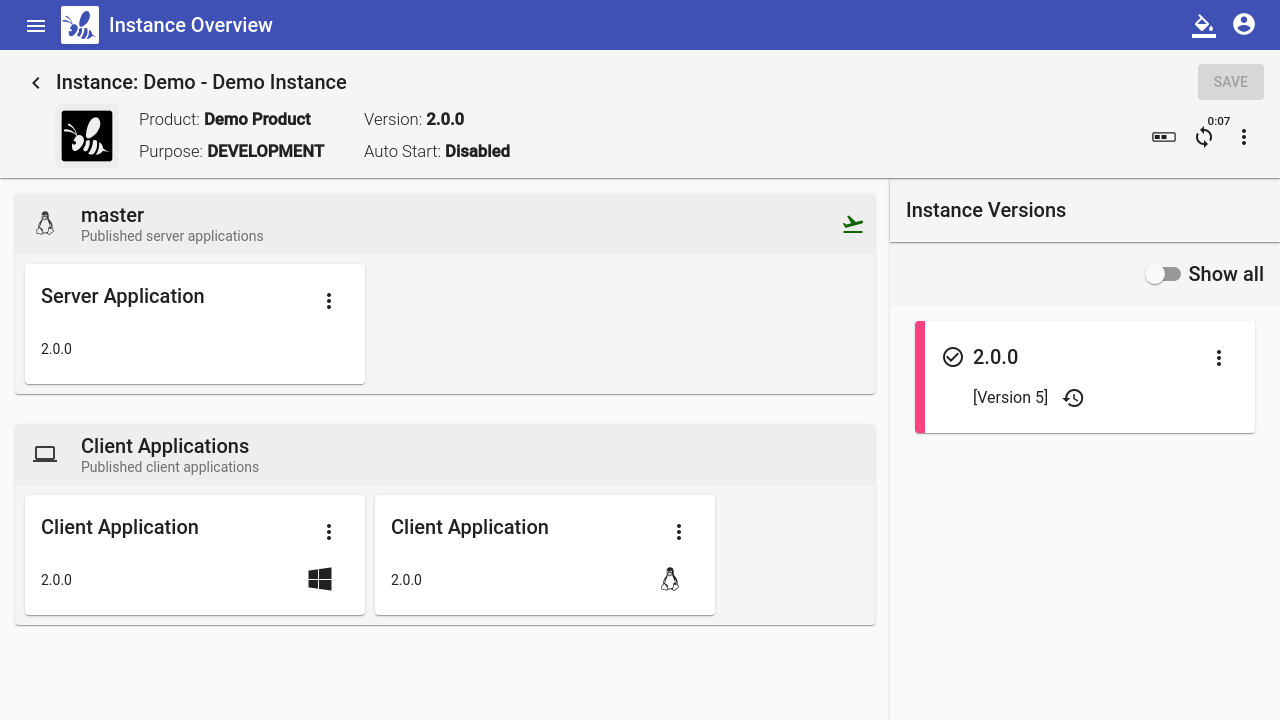 Instance Overview
Instance: Demo - Demo Instance
SAVE
Product: Demo Product
Version: 2.0.0
Purpose: DEVELOPMENT
Auto Start: Disabled
0:07
master
Published server applications
Server Application
2.0.0
Client Applications
Published client applications
Client Application
2.0.0
Client Application
2.0.0
Instance Versions
Show all
2.0.0
[Version 5]